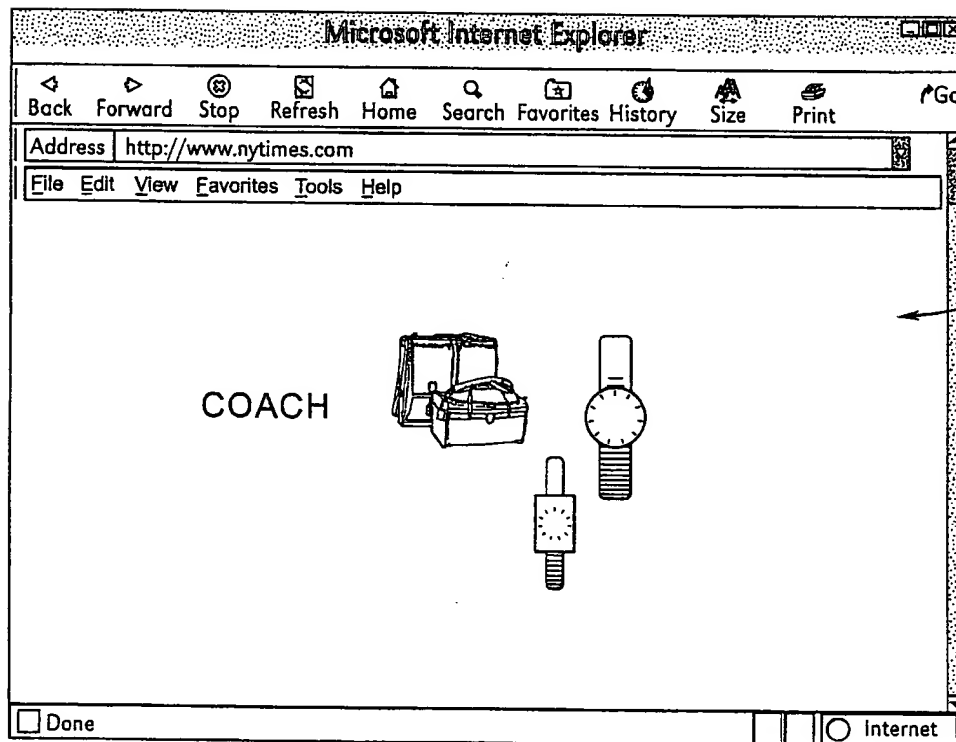 Microsoft Internet Explorer
Back Forward Stop Refresh Home Search Favorites History Size Print Go
Address http://www.nytimes.com
File Edit View Favorites Tools Help
COACH
Done Internet